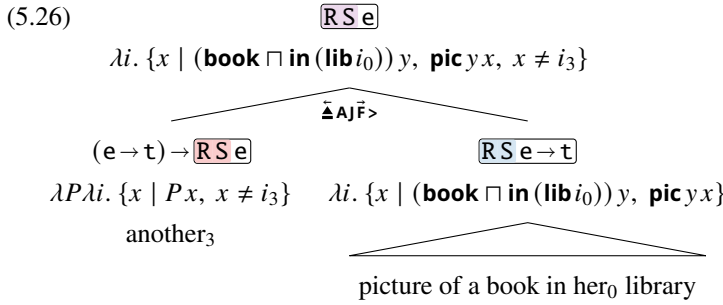 (5.26) R S e
λi. {x | (book ⊓ in (lib i₀)) y, pic y x, x ≠ i₃}
(e → t) → R S e R S e → t
λPλi. {x | P x, x ≠ i₃} λi. {x | (book ⊓ in (lib i₀)) y, pic y x}
another₃
picture of a book in her₀ library